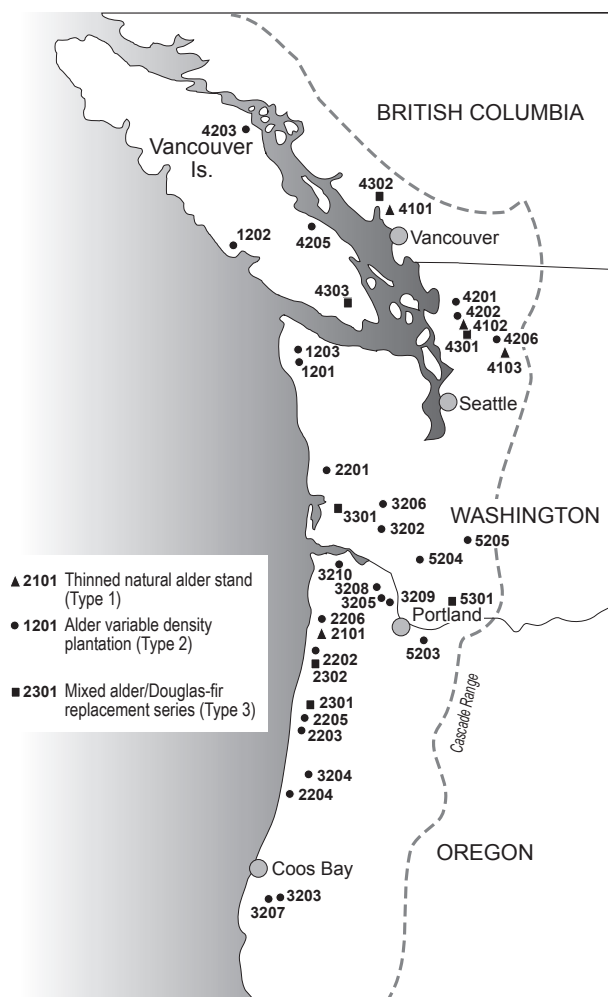 BRITISH COLUMBIA
4203
Vancouver
Is.
4302
4101
1202
4205
Vancouver
4303
4201
4202
4102
4206
4301
4103
1203
1201
Seattle
2201
3206
3301
3202
WASHINGTON
5205
5204
3210
3208
3205
3209
5301
Portland
2206
2101
5203
2202
2302
2301
2205
2203
Cascade Range
3204
2204
OREGON
Coos Bay
3203
3207
2101 Thinned natural alder stand
(Type 1)
1201 Alder variable density
plantation (Type 2)
2301 Mixed alder/Douglas-fir
replacement series (Type 3)